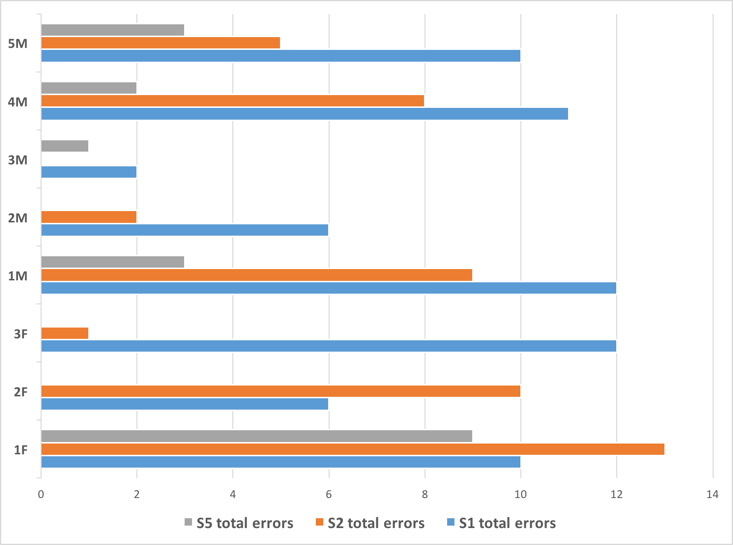 5M
4M
3M
2M
1M
3F
2F
1F
0 2 4 6 8 10 12 14
S5 total errors S2 total errors S1 total errors